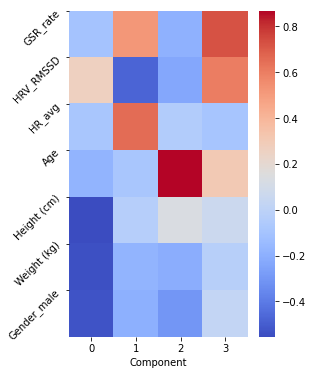 GSR_rate
HRV_RMSSD
HR_avg
Age
Height (cm)
Weight (kg)
Gender_male
0 1 2 3
Component
0.8
0.6
0.4
0.2
0.0
−0.2
−0.4